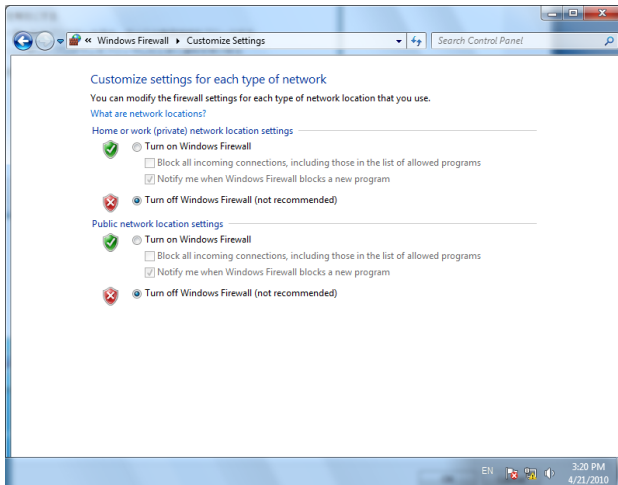 « Windows Firewall ▸ Customize Settings
Search Control Panel
Customize settings for each type of network
You can modify the firewall settings for each type of network location that you use.
What are network locations?
Home or work (private) network location settings
Turn on Windows Firewall
Block all incoming connections, including those in the list of allowed programs
Notify me when Windows Firewall blocks a new program
Turn off Windows Firewall (not recommended)
Public network location settings
Turn on Windows Firewall
Block all incoming connections, including those in the list of allowed programs
Notify me when Windows Firewall blocks a new program
Turn off Windows Firewall (not recommended)
EN
3:20 PM
4/21/2010